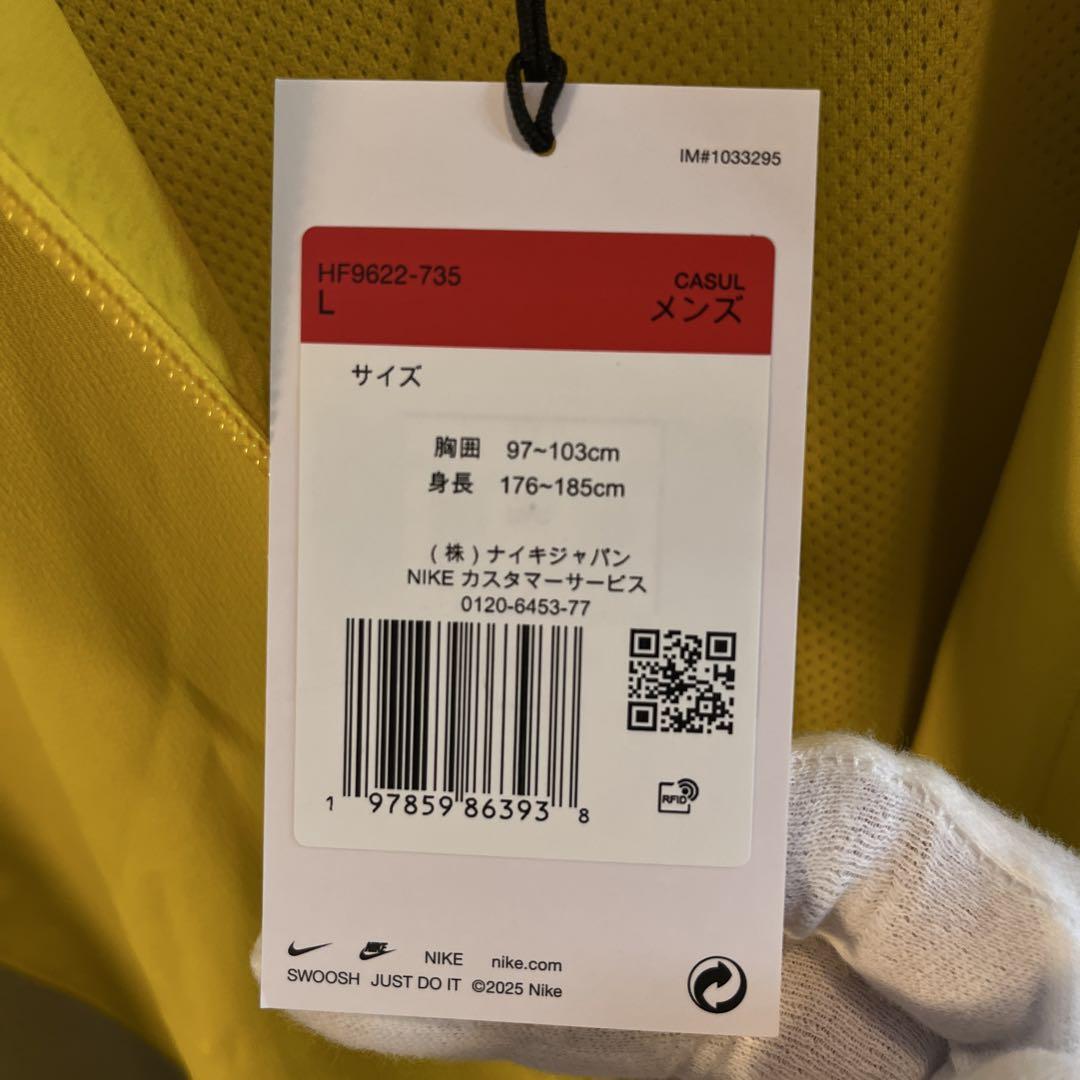 IM#1033295
HF9622-735
L
CASUL
メンズ
サイズ
胸囲 97~103cm
身長 176~185cm
(株)ナイキジャパン
NIKE カスタマーサービス
0120-6453-77
1 97859 86393 8
RFID
NIKE
NIKE nike.com
SWOOSH JUST DO IT ©2025 Nike